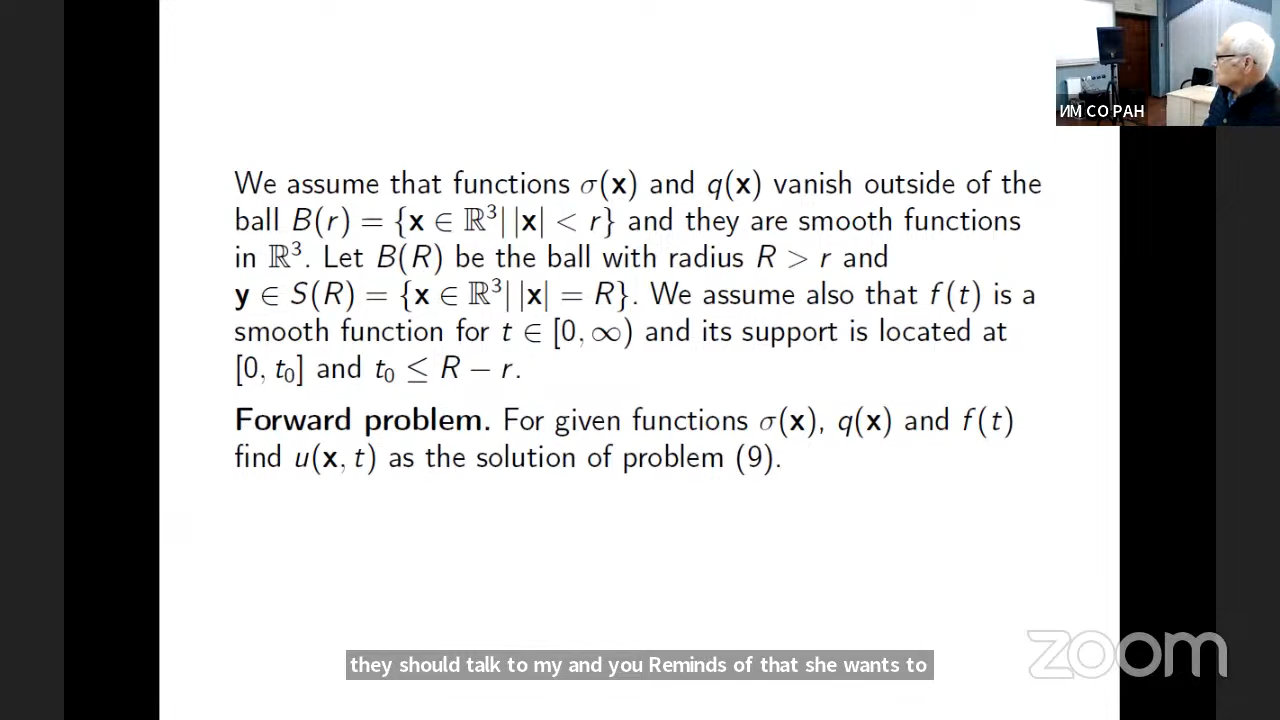 ИМ СО РАН
We assume that functions σ(x) and q(x) vanish outside of the
ball B(r) = {x ∈ ℝ³| |x| < r} and they are smooth functions
in ℝ³. Let B(R) be the ball with radius R > r and
y ∈ S(R) = {x ∈ ℝ³| |x| = R}. We assume also that f(t) is a
smooth function for t ∈ [0, ∞) and its support is located at
[0, t₀] and t₀ ≤ R − r.
Forward problem. For given functions σ(x), q(x) and f(t)
find u(x, t) as the solution of problem (9).
zoom
they should talk to my and you Reminds of that she wants to